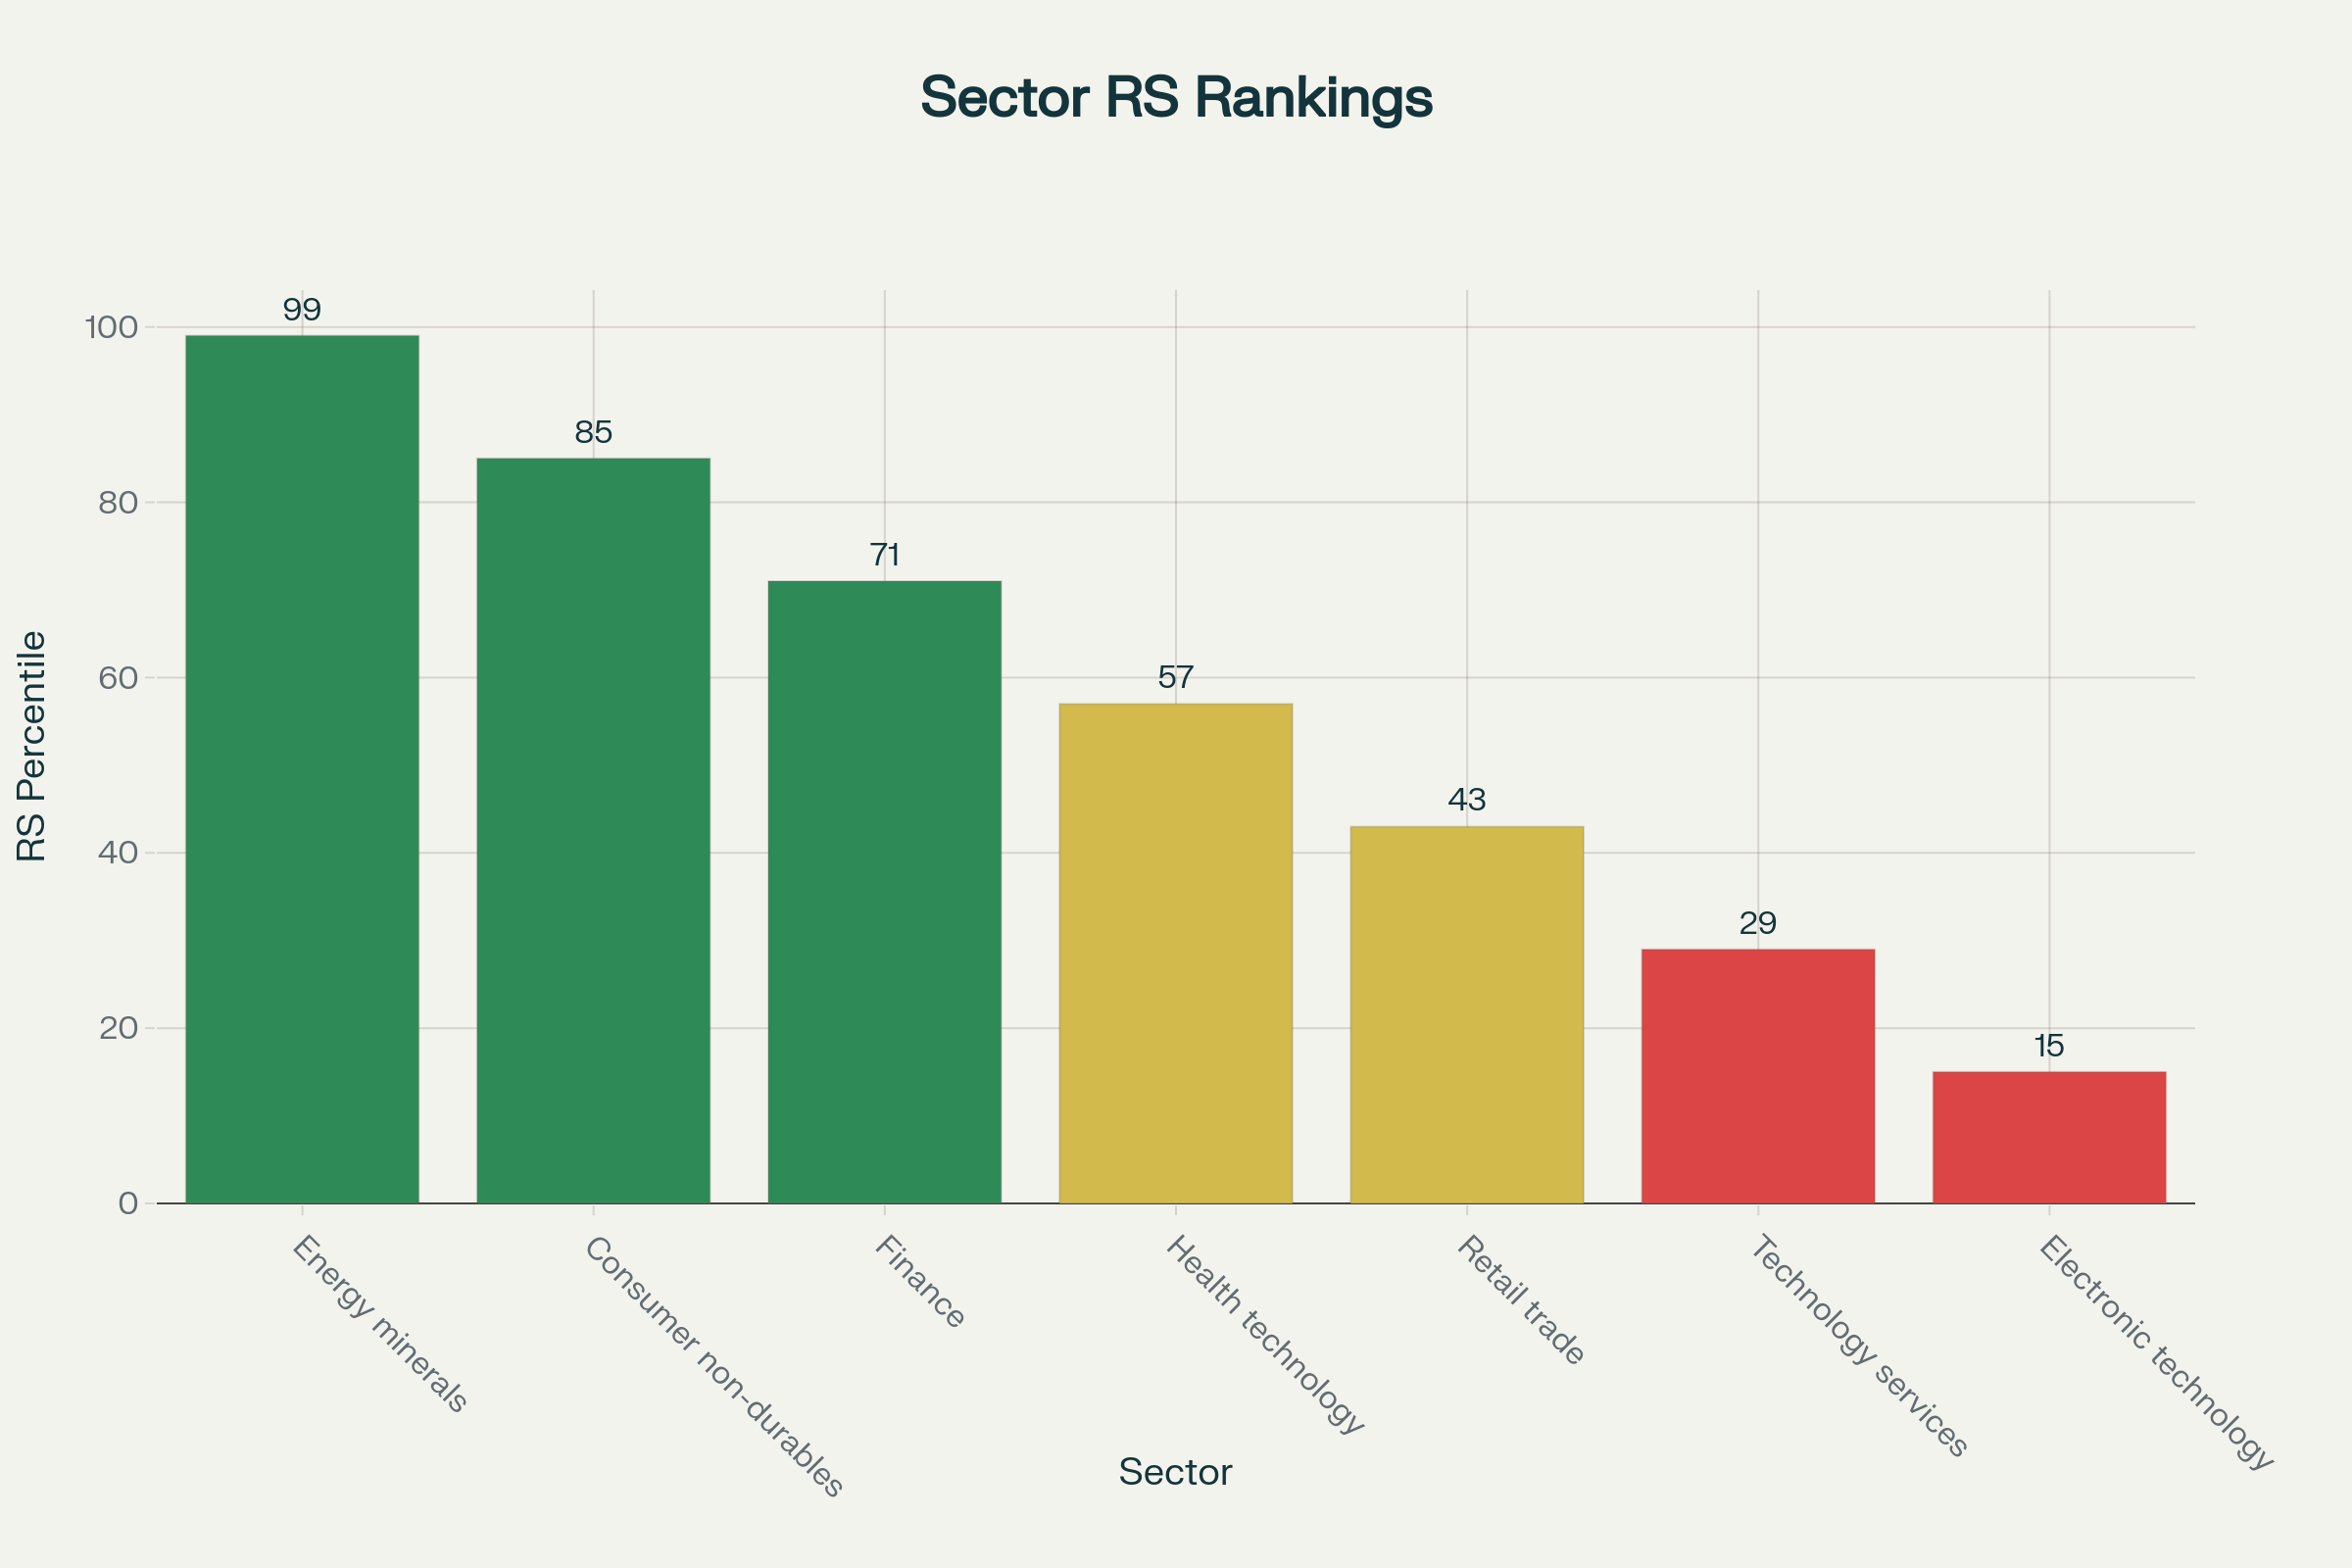 Sector RS Rankings
RS Percentile
100
80
60
40
20
0
99
85
71
57
43
29
15
Energy minerals
Consumer non-durables
Finance
Health technology
Retail trade
Technology services
Electronic technology
Sector